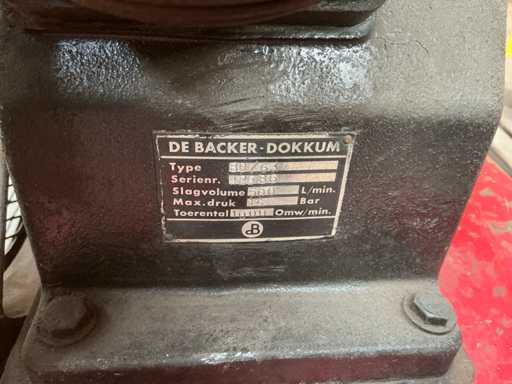 DE BACKER-DOKKUM
Type
Serienr.
Slagvolume L/min.
Max.druk Bar
Toerental Omw/min.
dB